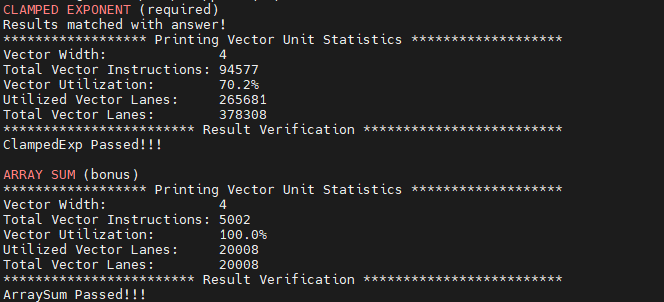 CLAMPED EXPONENT (required)
Results matched with answer!
****************** Printing Vector Unit Statistics *******************
Vector Width: 4
Total Vector Instructions: 94577
Vector Utilization: 70.2%
Utilized Vector Lanes: 265681
Total Vector Lanes: 378308
************************ Result Verification *************************
ClampedExp Passed!!!

ARRAY SUM (bonus)
****************** Printing Vector Unit Statistics *******************
Vector Width: 4
Total Vector Instructions: 5002
Vector Utilization: 100.0%
Utilized Vector Lanes: 20008
Total Vector Lanes: 20008
************************ Result Verification *************************
ArraySum Passed!!!